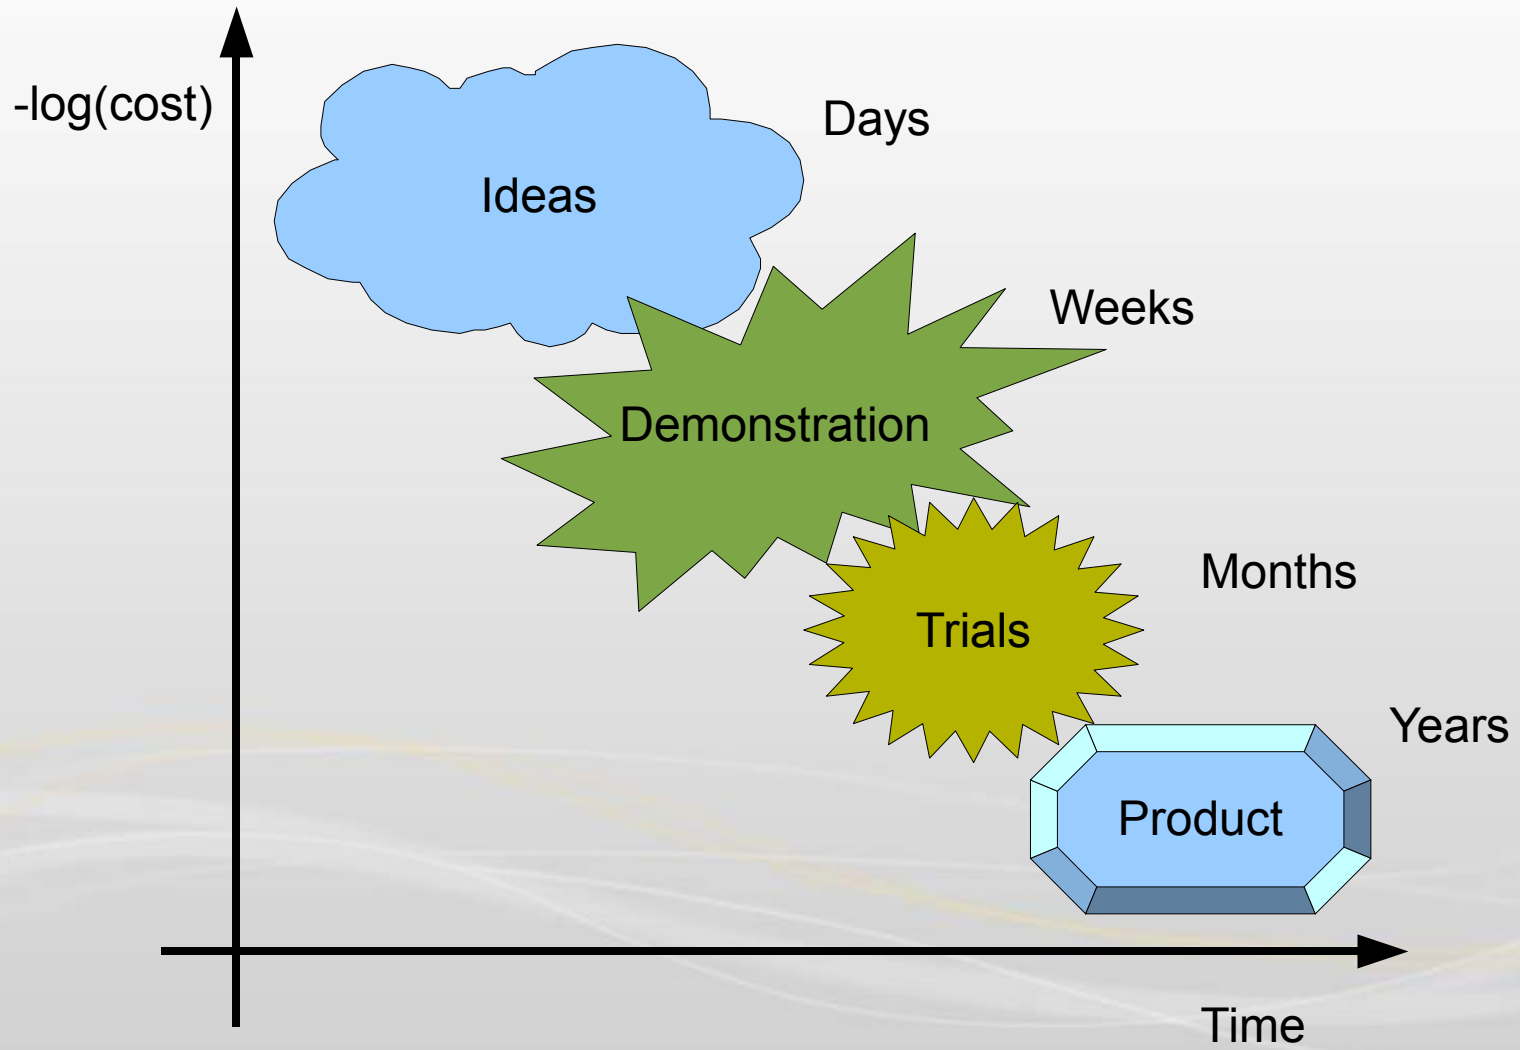 -log(cost)
Days
Ideas
Weeks
Demonstration
Months
Trials
Years
Product
Time